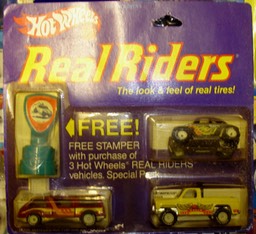 Hot Wheels
Real Riders
The look & feel of real tires!
FREE!
FREE STAMPER
with purchase of
3 Hot Wheels REAL RIDERS
vehicles. Special